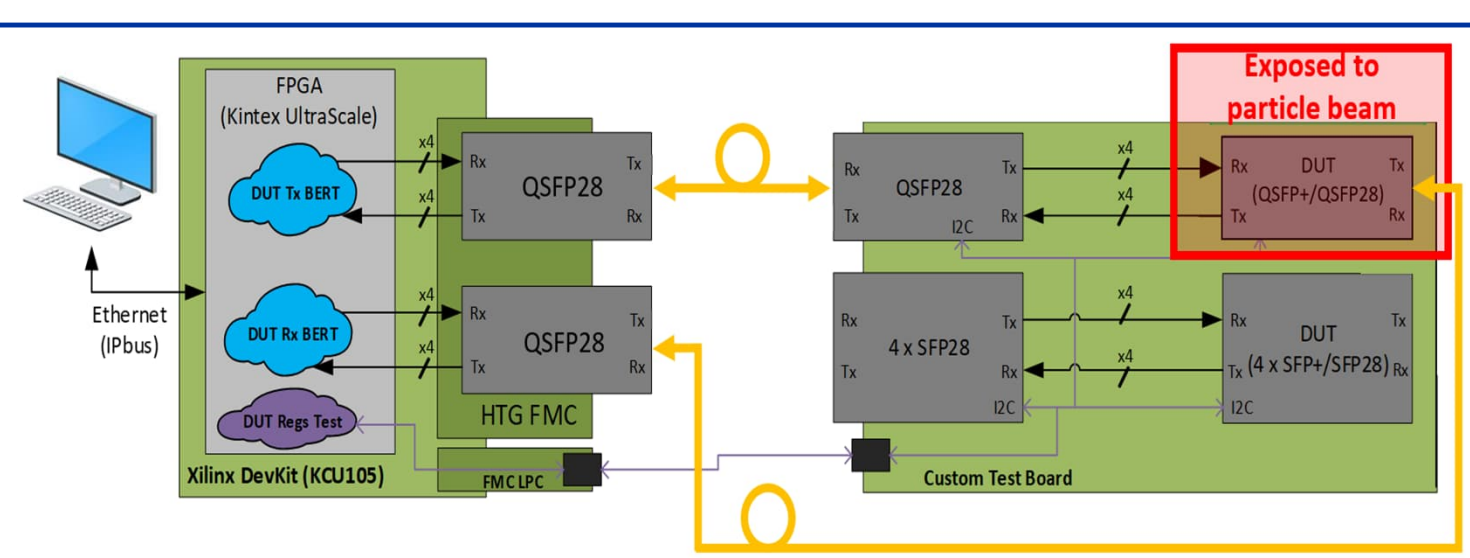 Exposed to
particle beam
FPGA
(Kintex UltraScale)
DUT Tx BERT
x4
x4
Rx
Tx
QSFP28
Tx
Rx
Rx
Tx
QSFP28
Tx
Rx
I2C
x4
x4
Rx
Tx
DUT
(QSFP+/QSFP28)
Tx
Rx
Ethernet
(IPbus)
DUT Rx BERT
x4
x4
Rx
Tx
QSFP28
Tx
Rx
HTG FMC
Rx
Tx
4 x SFP28
Tx
Rx
I2C
x4
x4
Rx
Tx
DUT
(4 x SFP+/SFP28)
Tx
Rx
I2C
DUT Regs Test
Xilinx DevKit (KCU105)
FMC LPC
Custom Test Board